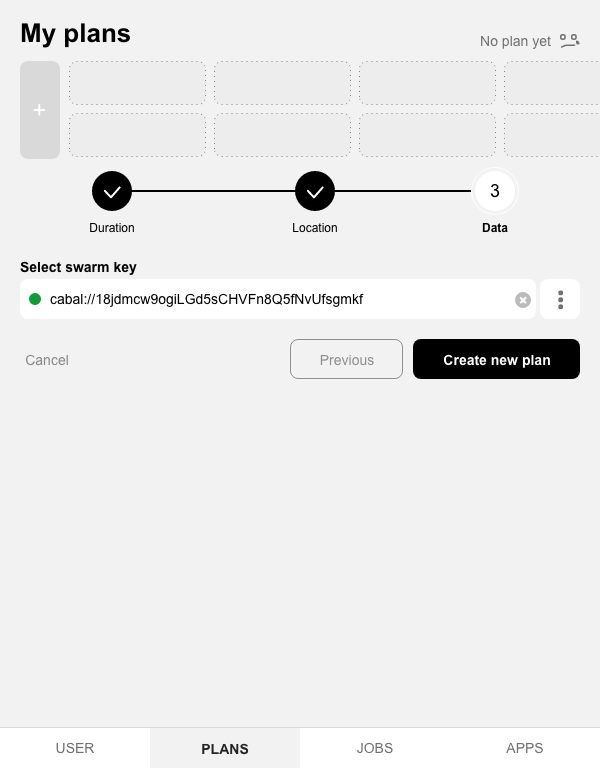 My plans
No plan yet
+
3
Duration
Location
Data
Select swarm key
cabal://18jdmcw9ogiLGd5sCHVFn8Q5fNvUfsgmkf
Cancel
Previous
Create new plan
USER
PLANS
JOBS
APPS